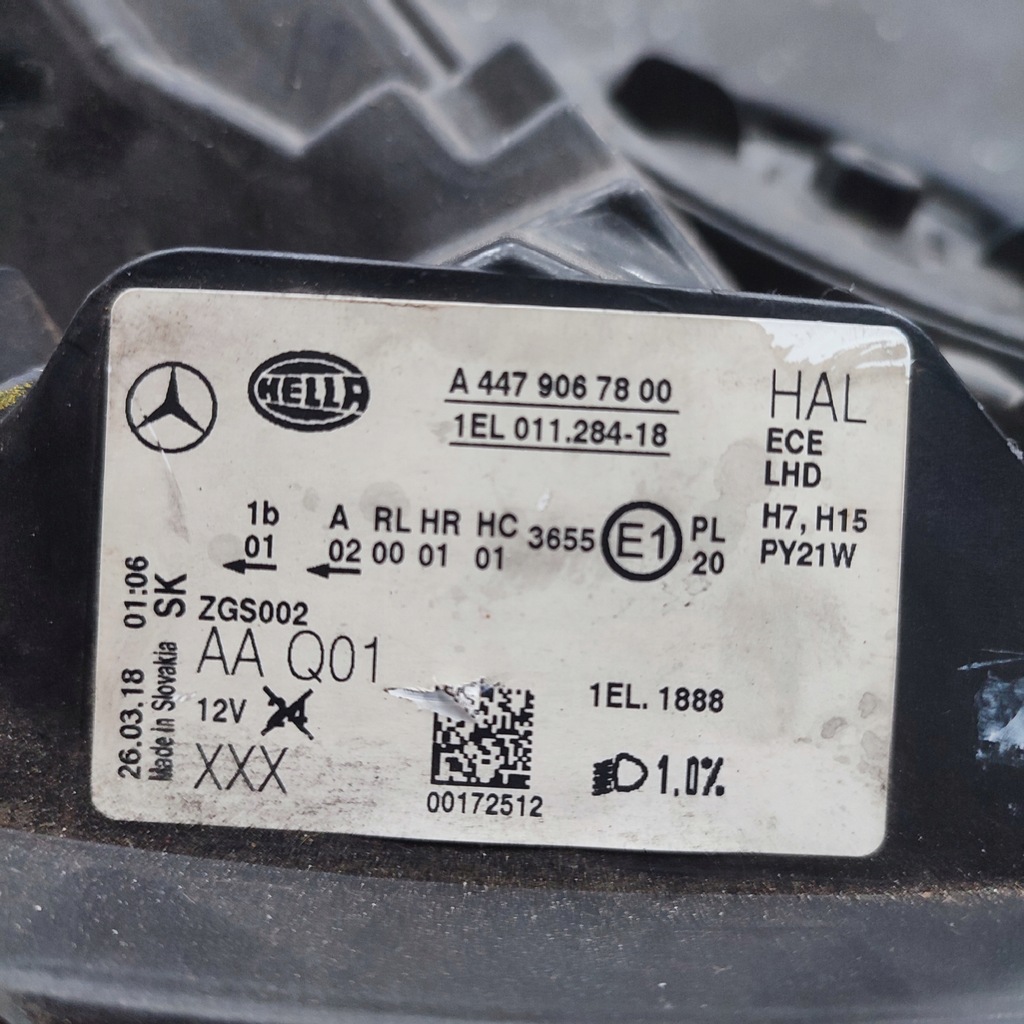 HELLA
A 447 906 78 00
1EL 011.284-18
HAL
ECE
LHD
H7, H15
PY21W
1b A RL HR HC 3655 E1 PL
01 02 00 01 01 20
ZGS002
AA Q01
12V 24
XXX
26.03.18 01:06
Made in Slovakia SK
00172512
1EL. 1888
1,0%